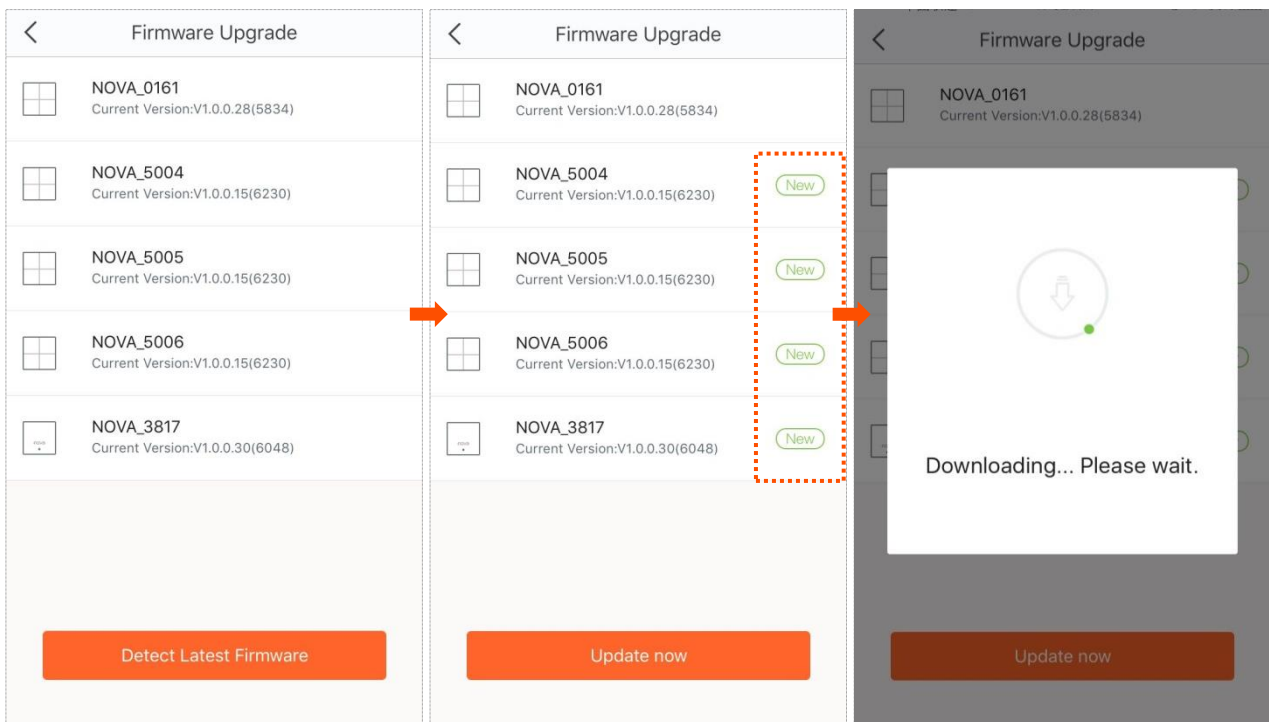 Firmware Upgrade
NOVA_0161
Current Version:V1.0.0.28(5834)
NOVA_5004
Current Version:V1.0.0.15(6230)
NOVA_5005
Current Version:V1.0.0.15(6230)
NOVA_5006
Current Version:V1.0.0.15(6230)
nova
NOVA_3817
Current Version:V1.0.0.30(6048)
Detect Latest Firmware
Firmware Upgrade
NOVA_0161
Current Version:V1.0.0.28(5834)
NOVA_5004
Current Version:V1.0.0.15(6230)
New
NOVA_5005
Current Version:V1.0.0.15(6230)
New
NOVA_5006
Current Version:V1.0.0.15(6230)
New
nova
NOVA_3817
Current Version:V1.0.0.30(6048)
New
Update now
Firmware Upgrade
NOVA_0161
Current Version:V1.0.0.28(5834)
Downloading... Please wait.
Update now